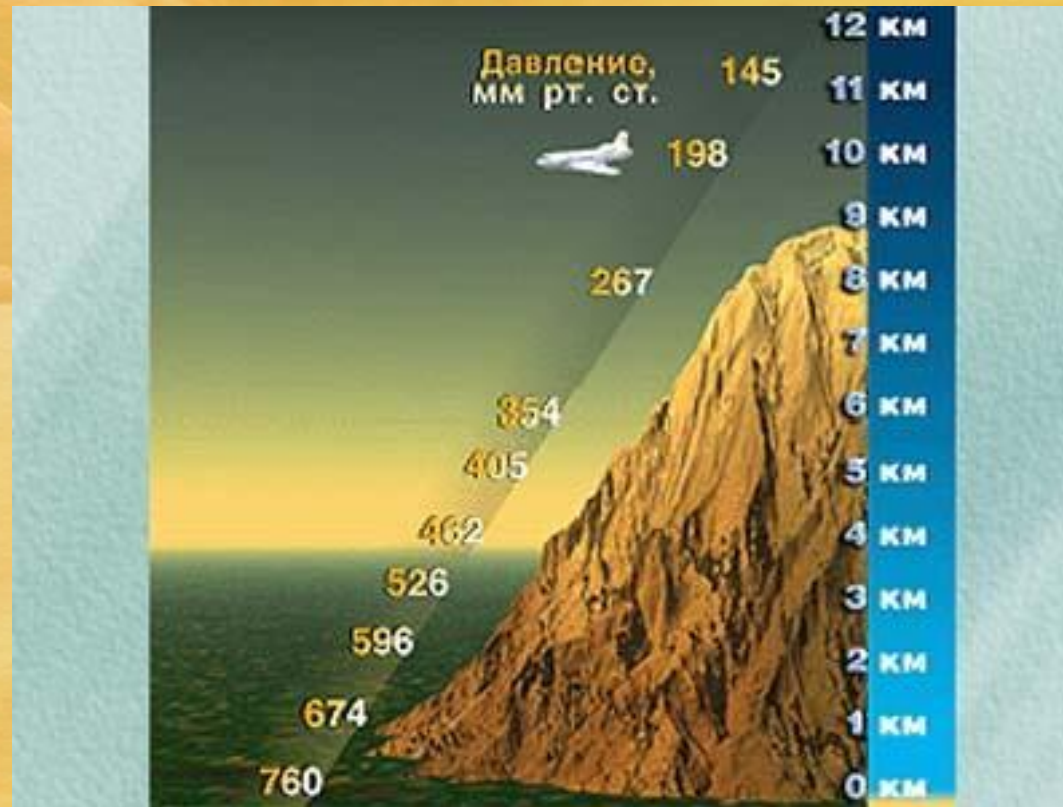 12 км
Давление,
мм рт. ст.
145
11 км
198
10 км
9 км
267
8 км
7 км
354
6 км
405
5 км
462
4 км
526
3 км
596
2 км
674
1 км
760
0 км